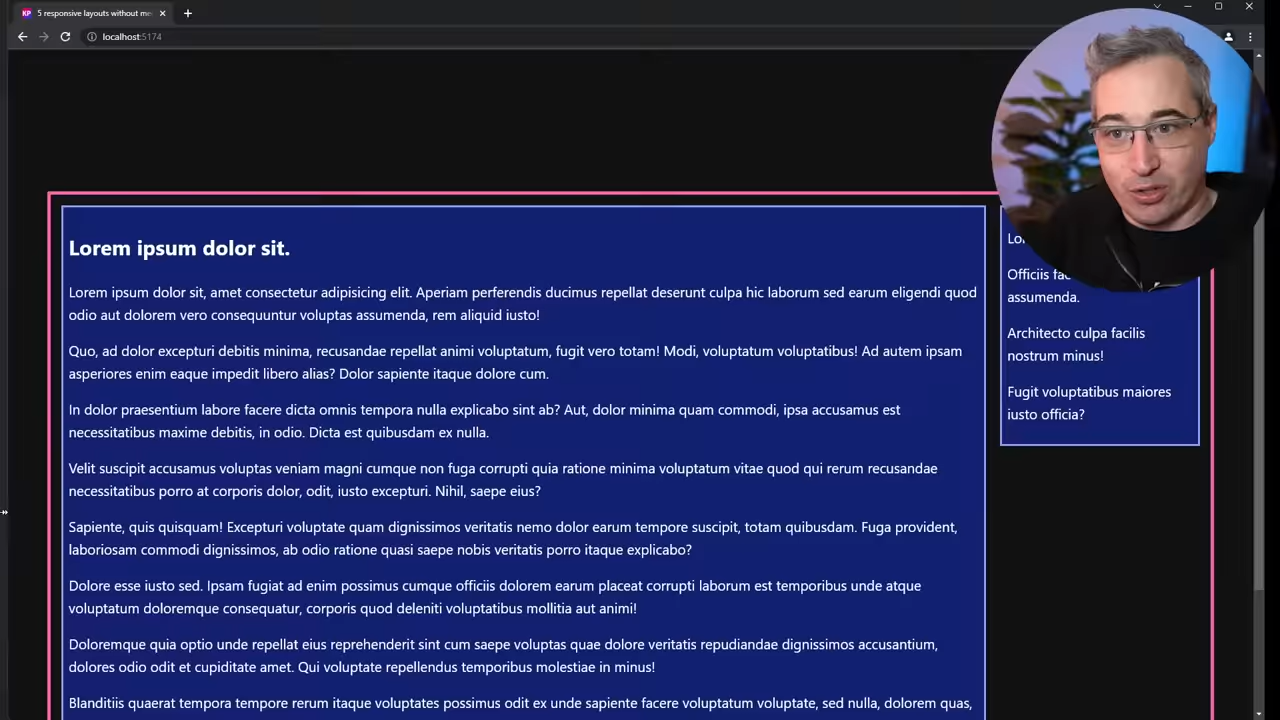 KP
5 responsive layouts without me
localhost:5174
Lorem ipsum dolor sit.
Lorem ipsum dolor sit, amet consectetur adipisicing elit. Aperiam perferendis ducimus repellat deserunt culpa hic laborum sed earum eligendi quod
odio aut dolorem vero consequuntur voluptas assumenda, rem aliquid iusto!
Quo, ad dolor excepturi debitis minima, recusandae repellat animi voluptatum, fugit vero totam! Modi, voluptatum voluptatibus! Ad autem ipsam
asperiores enim eaque impedit libero alias? Dolor sapiente itaque dolore cum.
In dolor praesentium labore facere dicta omnis tempora nulla explicabo sint ab? Aut, dolor minima quam commodi, ipsa accusamus est
necessitatibus maxime debitis, in odio. Dicta est quibusdam ex nulla.
Velit suscipit accusamus voluptas veniam magni cumque non fuga corrupti quia ratione minima voluptatum vitae quod qui rerum recusandae
necessitatibus porro at corporis dolor, odit, iusto excepturi. Nihil, saepe eius?
Sapiente, quis quisquam! Excepturi voluptate quam dignissimos veritatis nemo dolor earum tempore suscipit, totam quibusdam. Fuga provident,
laboriosam commodi dignissimos, ab odio ratione quasi saepe nobis veritatis porro itaque explicabo?
Dolore esse iusto sed. Ipsam fugiat ad enim possimus cumque officiis dolorem earum placeat corrupti laborum est temporibus unde atque
voluptatum doloremque consequatur, corporis quod deleniti voluptatibus mollitia aut animi!
Doloremque quia optio unde repellat eius reprehenderit sint cum saepe voluptas quae dolore veritatis repudiandae dignissimos accusantium,
dolores odio odit et cupiditate amet. Qui voluptate repellendus temporibus molestiae in minus!
Blanditiis quaerat tempora tempore rerum itaque voluptates possimus odit ex unde sapiente facere voluptatum voluptate, sed nulla, dolorem quas,
Officiis
assumenda.
Architecto culpa facilis
nostrum minus!
Fugit voluptatibus maiores
iusto officia?